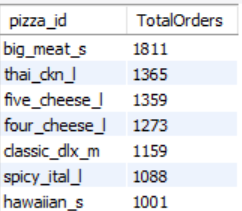 pizza_id TotalOrders
big_meat_s 1811
thai_ckn_l 1365
five_cheese_l 1359
four_cheese_l 1273
classic_dlx_m 1159
spicy_ital_l 1088
hawaiian_s 1001